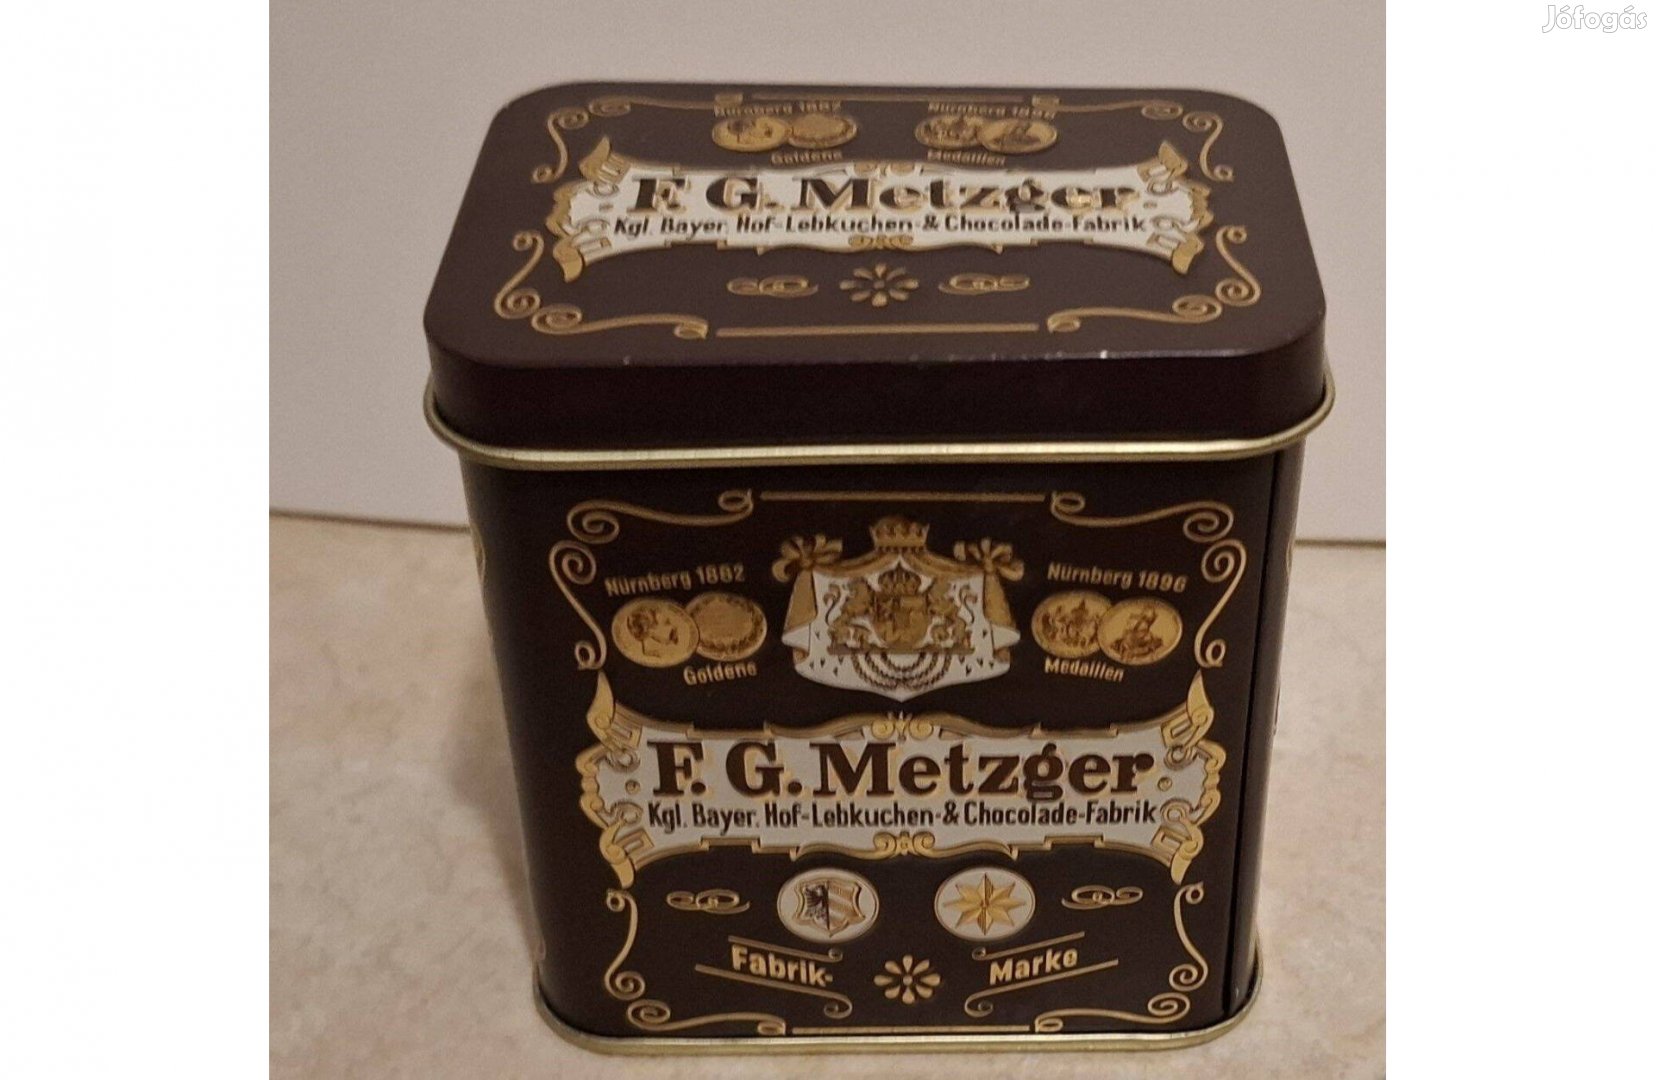 Jófogás
Nürnberg 1882 Nürnberg 1896
Goldene Medaillen
F. G. Metzger
Kgl. Bayer. Hof-Lebkuchen- & Chocolade-Fabrik
Nürnberg 1882 Nürnberg 1896
Goldene Medaillen
F. G. Metzger
Kgl. Bayer. Hof-Lebkuchen- & Chocolade-Fabrik
Fabrik- Marke